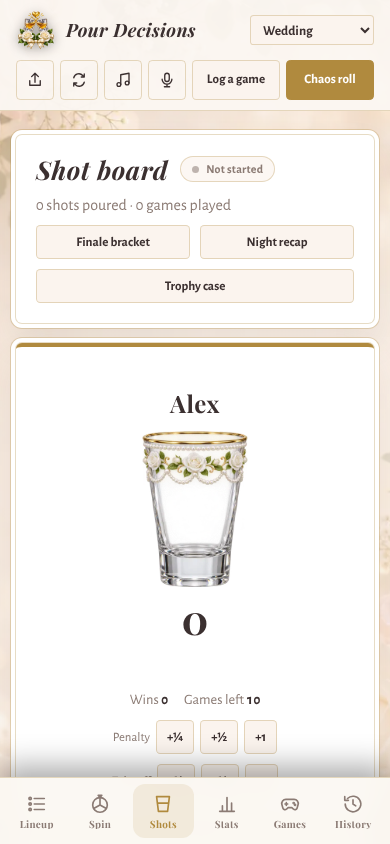 Pour Decisions
Wedding
Log a game
Chaos roll
Shot board
Not started
0 shots poured · 0 games played
Finale bracket
Night recap
Trophy case
Alex
0
Wins 0 Games left 10
Penalty +¼ +½ +1
Lineup Spin Shots Stats Games History